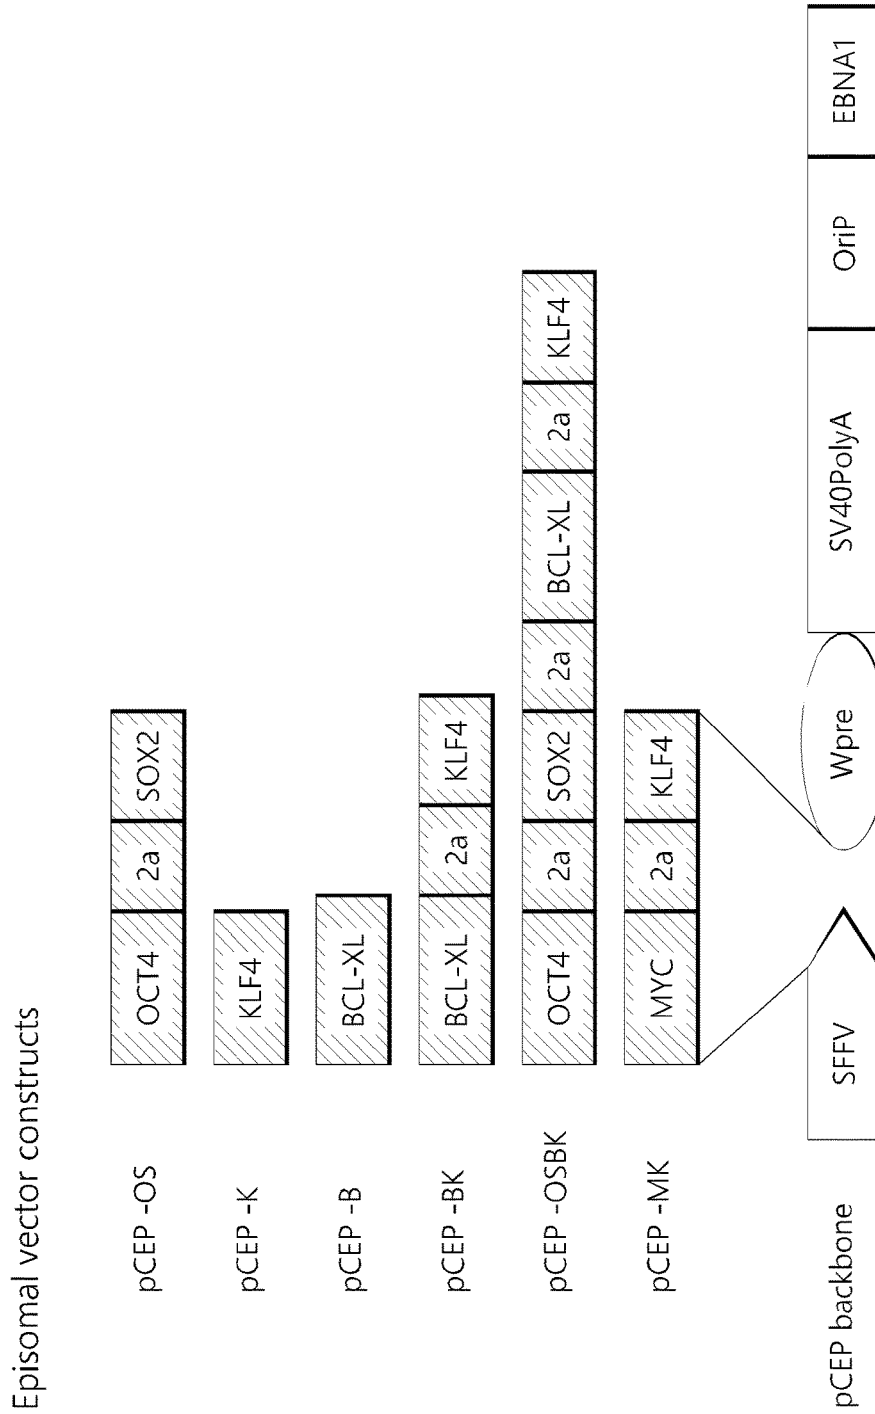 Episomal vector constructs
pCEP -OS OCT4 2a SOX2
pCEP -K KLF4
pCEP -B BCL-XL
pCEP -BK BCL-XL 2a KLF4
pCEP -OSBK OCT4 2a SOX2 2a BCL-XL 2a KLF4
pCEP -MK MYC 2a KLF4
pCEP backbone SFFV Wpre SV40PolyA OriP EBNA1